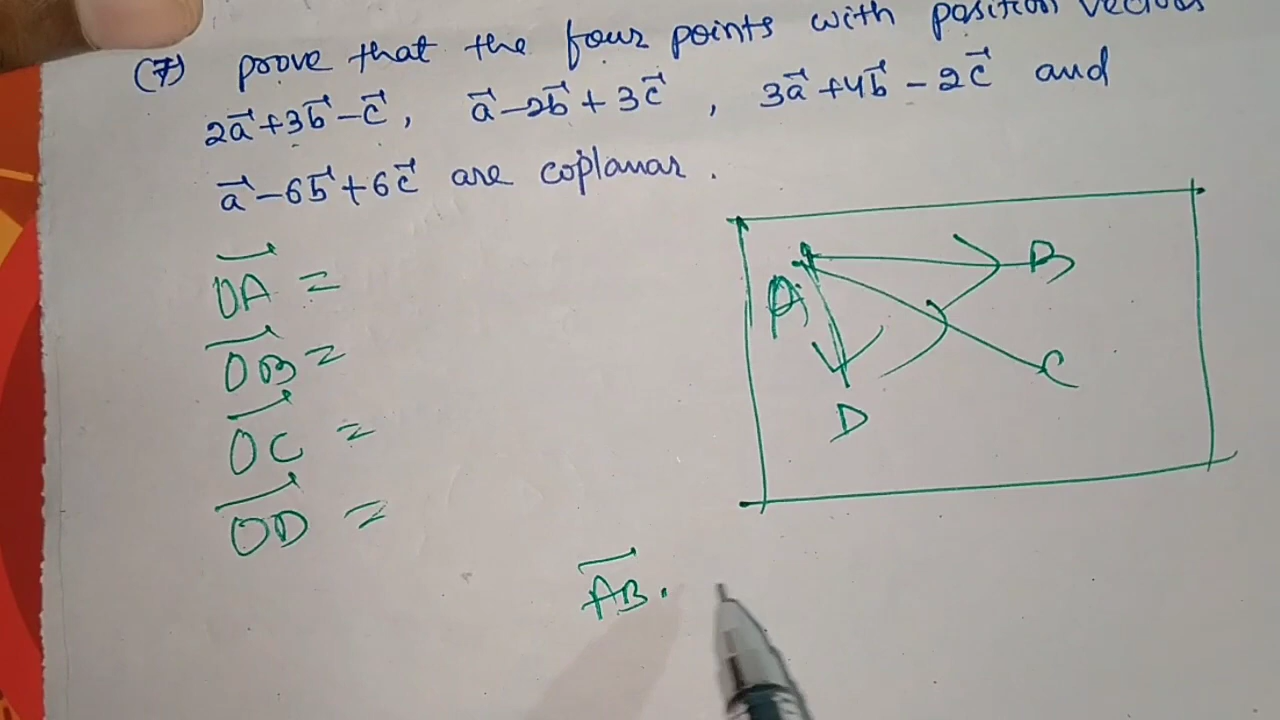 (7) prove that the four points with position vectors
2a⃗+3b⃗-c⃗, a⃗-2b⃗+3c⃗, 3a⃗+4b⃗-2c⃗ and
a⃗-6b⃗+6c⃗ are coplanar.
OA⃗ =
OB⃗ =
OC⃗ =
OD⃗ =
A
B
C
D
AB⃗ .